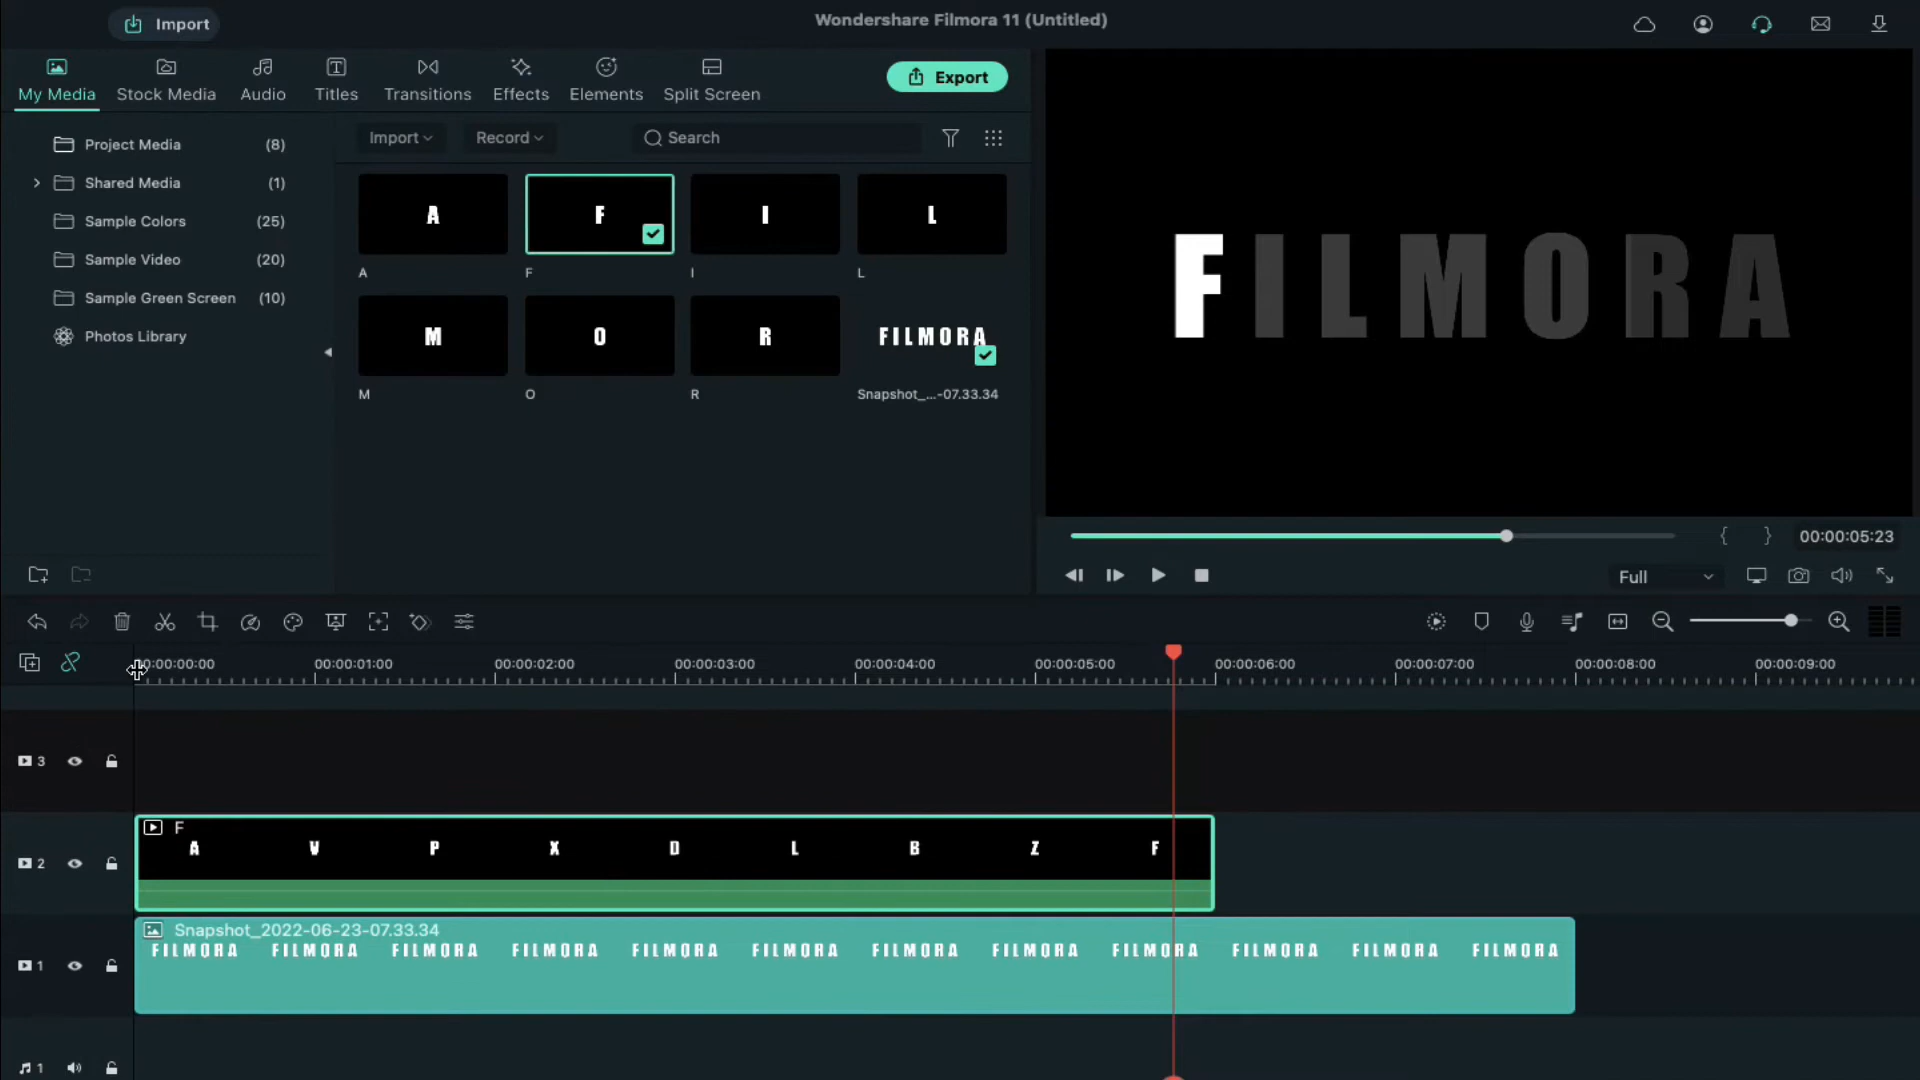 Import
Wondershare Filmora 11 (Untitled)
My Media
Stock Media
Audio
Titles
Transitions
Effects
Elements
Split Screen
Export
Project Media (8)
Shared Media (1)
Sample Colors (25)
Sample Video (20)
Sample Green Screen (10)
Photos Library
Import
Record
Search
A
F
I
L
A
F
I
L
M
O
R
FILMORA
M
O
R
Snapshot_...-07.33.34
FILMORA
00:00:05:23
Full
00:00:00:00 00:00:01:00 00:00:02:00 00:00:03:00 00:00:04:00 00:00:05:00 00:00:06:00 00:00:07:00 00:00:08:00 00:00:09:00
3
2
F
A V P X D L B Z F
1
Snapshot_2022-06-23-07.33.34
FILMORA FILMORA FILMORA FILMORA FILMORA FILMORA FILMORA FILMORA FILMORA FILMORA FILMORA FILMORA
1